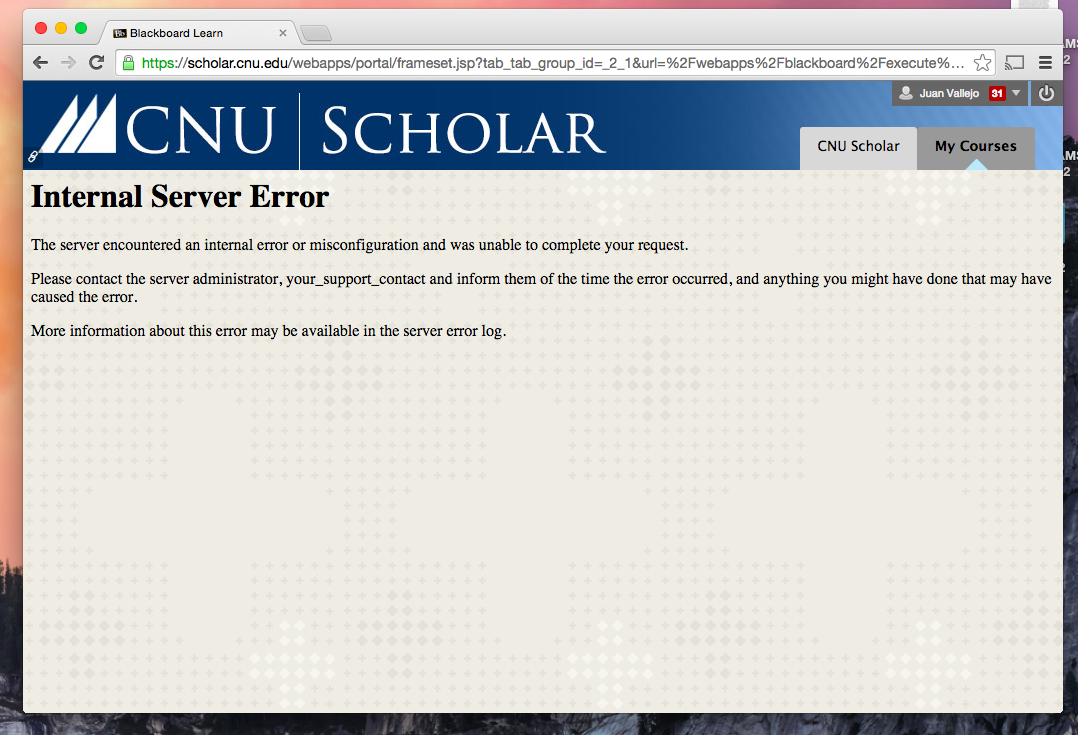 Blackboard Learn
https://scholar.cnu.edu/webapps/portal/frameset.jsp?tab_tab_group_id=_2_1&url=%2Fwebapps%2Fblackboard%2Fexecute%...
Juan Vallejo 31
CNU SCHOLAR
CNU Scholar My Courses
Internal Server Error
The server encountered an internal error or misconfiguration and was unable to complete your request.
Please contact the server administrator, your_support_contact and inform them of the time the error occurred, and anything you might have done that may have
caused the error.
More information about this error may be available in the server error log.